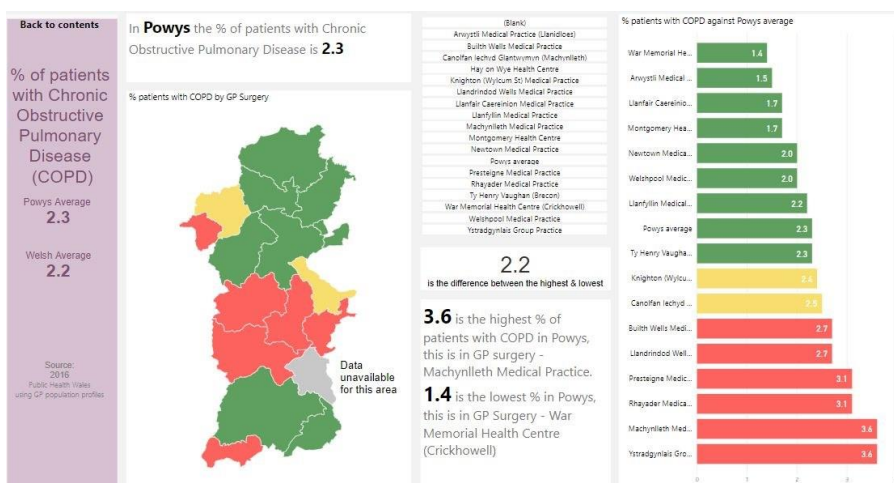 Back to contents
% of patients
with Chronic
Obstructive
Pulmonary
Disease
(COPD)
Powys Average
2.3
Welsh Average
2.2
Source:
2016
Public Health Wales
using GP population profiles
In Powys the % of patients with Chronic
Obstructive Pulmonary Disease is 2.3
% patients with COPD by GP Surgery
Data
unavailable
for this area
(Blank)
Arwystli Medical Practice (Llanidloes)
Builth Wells Medical Practice
Canolfan Iechyd Glantwymyn (Machynlleth)
Hay on Wye Health Centre
Knighton (Wylcwm St) Medical Practice
Llandrindod Wells Medical Practice
Llanfair Caereinion Medical Practice
Llanfyllin Medical Practice
Machynlleth Medical Practice
Montgomery Health Centre
Newtown Medical Practice
Powys average
Presteigne Medical Practice
Rhayader Medical Practice
Ty Henry Vaughan (Brecon)
War Memorial Health Centre (Crickhowell)
Welshpool Medical Practice
Ystradgynlais Group Practice
2.2
is the difference between the highest & lowest
3.6 is the highest % of
patients with COPD in Powys,
this is in GP surgery -
Machynlleth Medical Practice.
1.4 is the lowest % in Powys,
this is in GP Surgery - War
Memorial Health Centre
(Crickhowell)
% patients with COPD against Powys average
War Memorial He... 1.4
Arwystli Medical ... 1.5
Llanfair Caereinio... 1.7
Montgomery Hea... 1.7
Newtown Medica... 2.0
Welshpool Medic... 2.0
Llanfyllin Medical... 2.2
Powys average 2.3
Ty Henry Vaugha... 2.3
Knighton (Wylcw... 2.4
Canolfan Iechyd ... 2.5
Builth Wells Medi... 2.7
Llandrindod Well... 2.7
Presteigne Medic... 3.1
Rhayader Medica... 3.1
Machynlleth Med... 3.6
Ystradgynlais Gro... 3.6
0 1 2 3